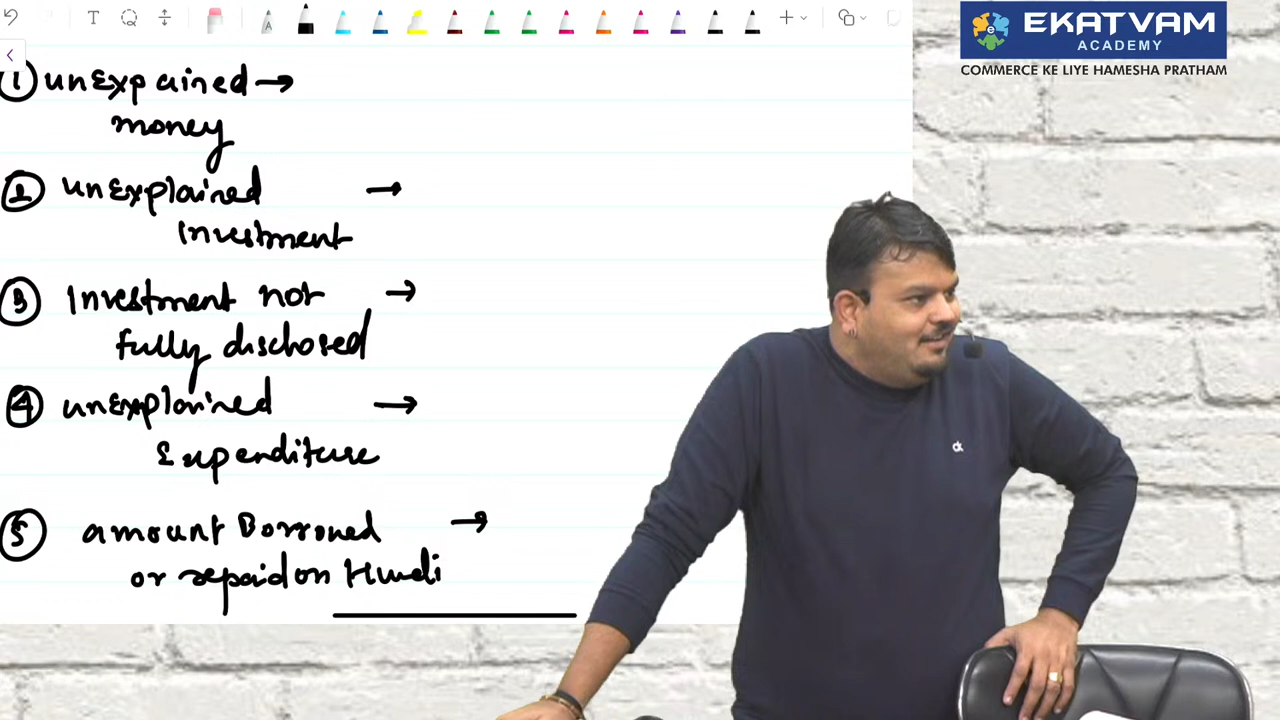 EKATVAM
ACADEMY
COMMERCE KE LIYE HAMESHA PRATHAM
① unExpained →
money
② unExplained →
Investment
③ Investment not →
fully disclosed
④ unExplained →
Expenditure
⑤ amount Borrowed →
or repaid on Hundi